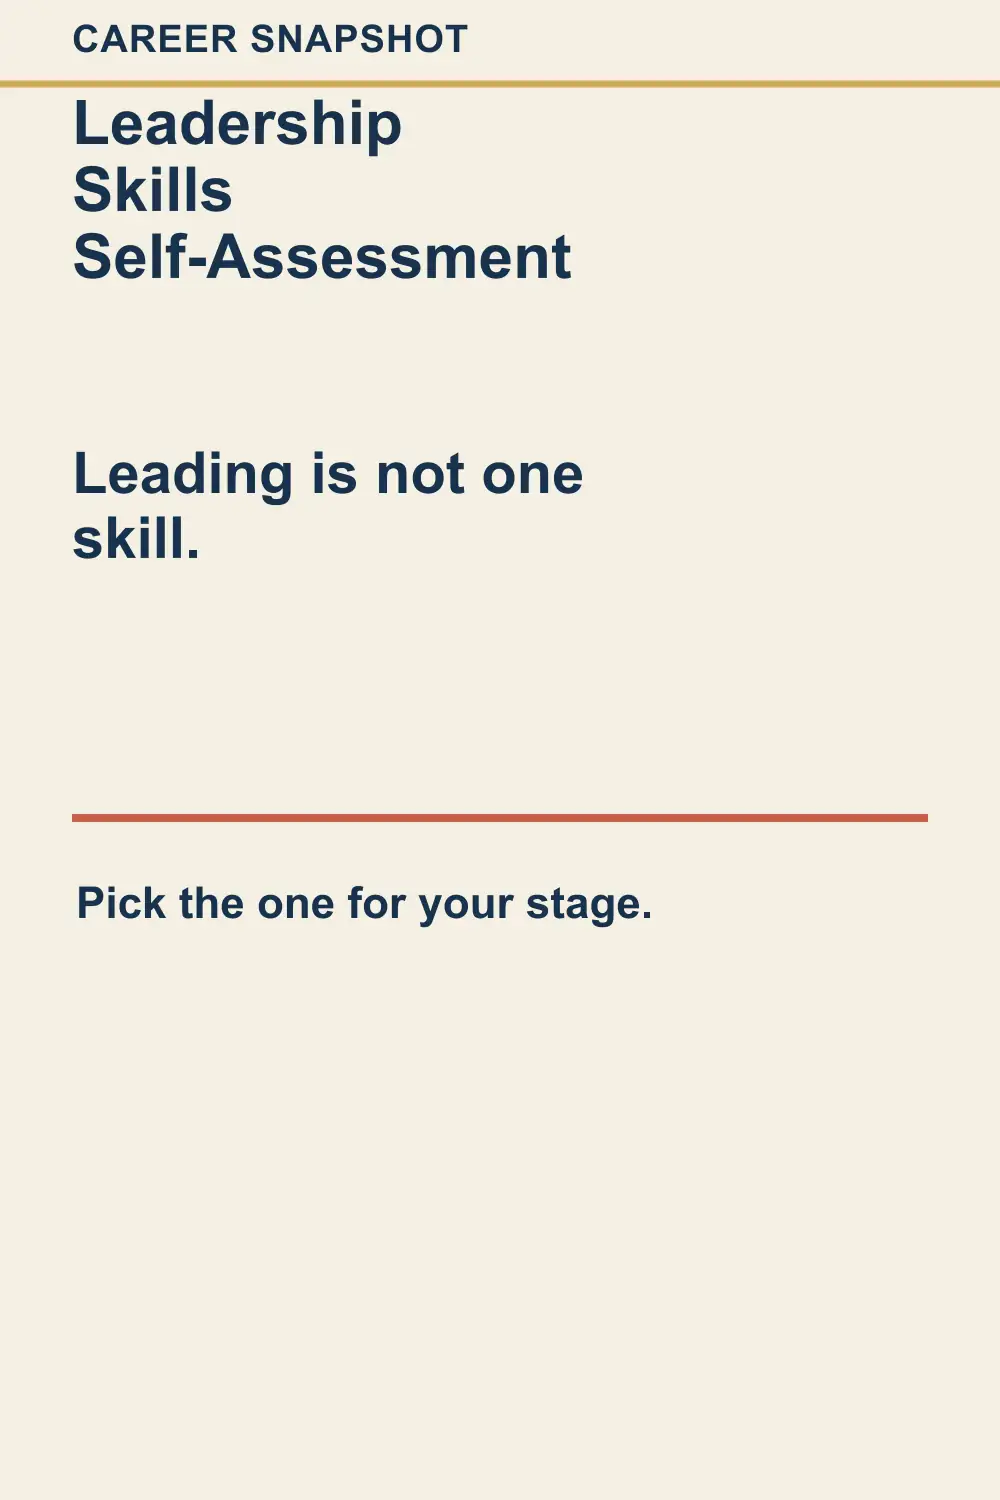 CAREER SNAPSHOT
Leadership
Skills
Self-Assessment
Leading is not one
skill.
Pick the one for your stage.